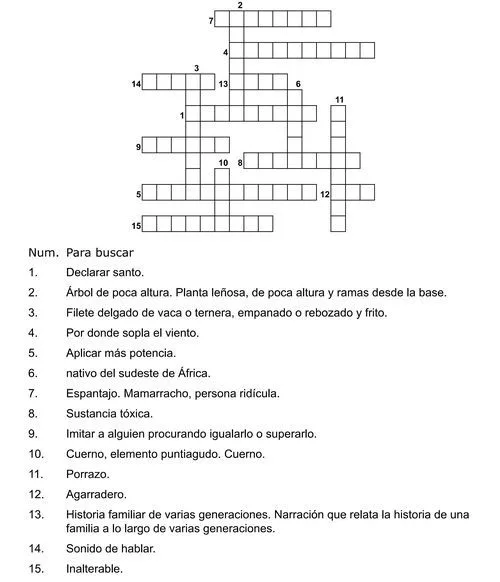 2
7
4
3
14
13
6
11
1
9
10
8
5
12
15
Num. Para buscar
1. Declarar santo.
2. Árbol de poca altura. Planta leñosa, de poca altura y ramas desde la base.
3. Filete delgado de vaca o ternera, empanado o rebozado y frito.
4. Por donde sopla el viento.
5. Aplicar más potencia.
6. nativo del sudeste de África.
7. Espantajo. Mamarracho, persona ridícula.
8. Sustancia tóxica.
9. Imitar a alguien procurando igualarlo o superarlo.
10. Cuerno, elemento puntiagudo. Cuerno.
11. Porrazo.
12. Agarradero.
13. Historia familiar de varias generaciones. Narración que relata la historia de una
familia a lo largo de varias generaciones.
14. Sonido de hablar.
15. Inalterable.